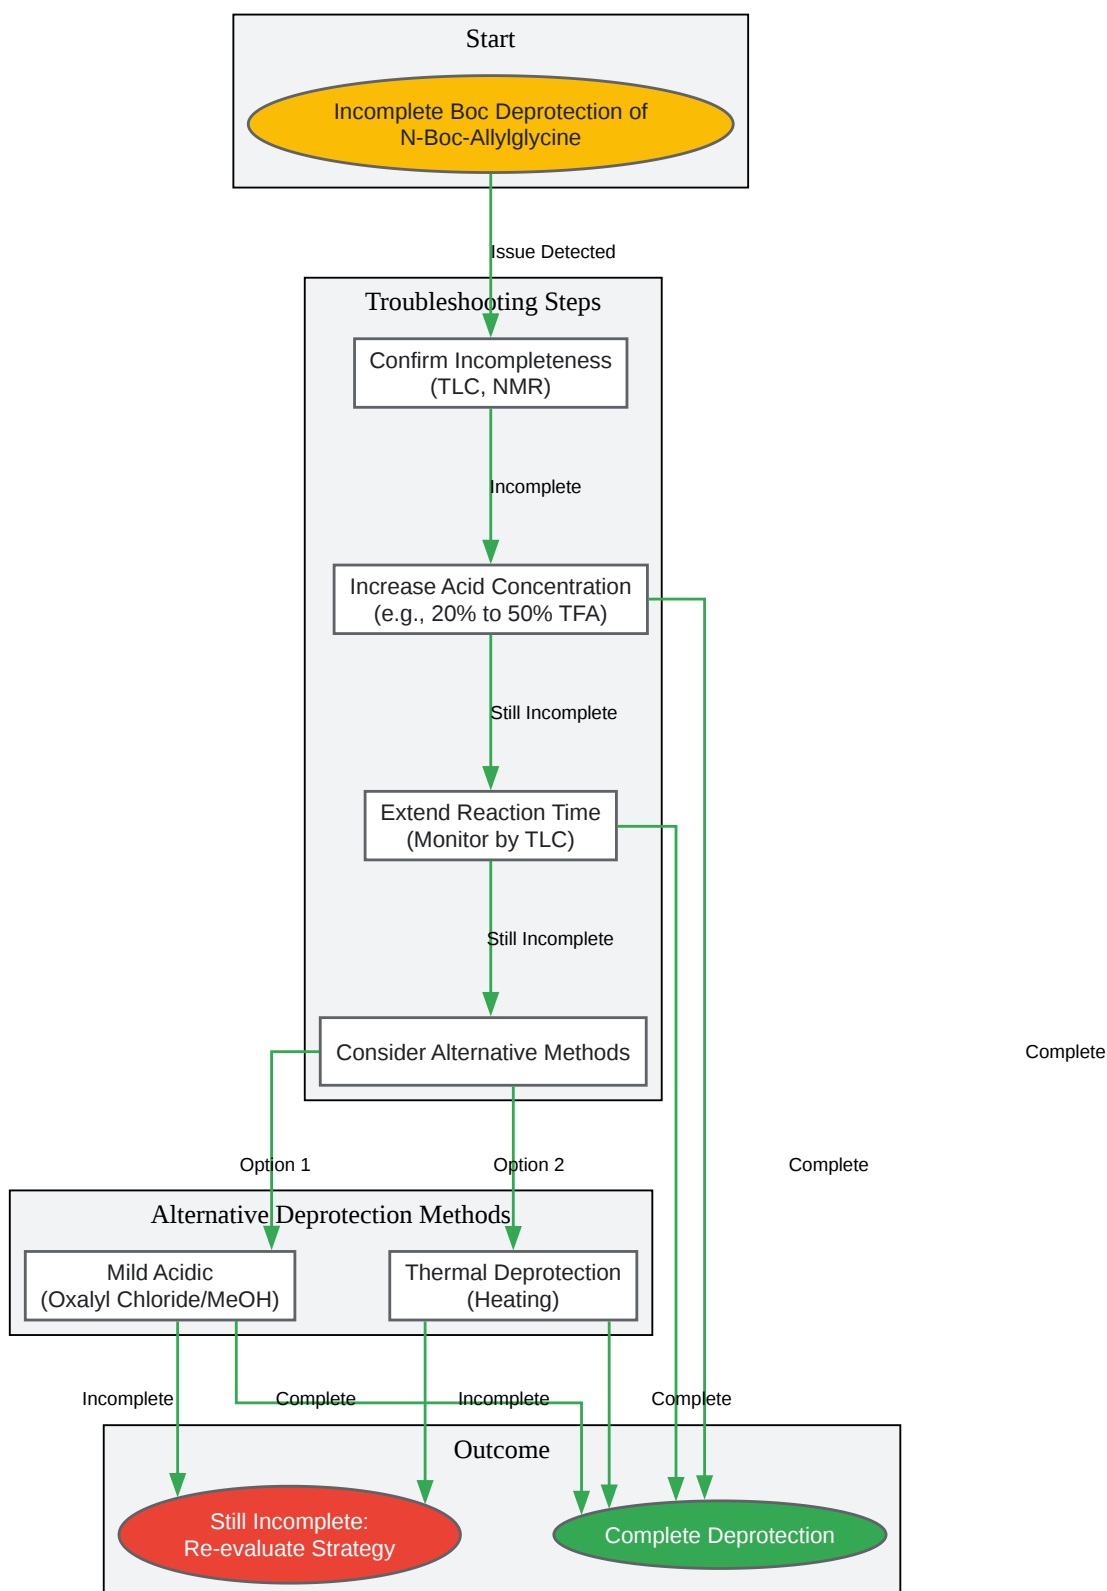 Start
Incomplete Boc Deprotection of
N-Boc-Allylglycine
Issue Detected
Troubleshooting Steps
Confirm Incompleteness
(TLC, NMR)
Incomplete
Increase Acid Concentration
(e.g., 20% to 50% TFA)
Still Incomplete
Extend Reaction Time
(Monitor by TLC)
Still Incomplete
Consider Alternative Methods
Complete
Option 1
Option 2
Complete
Alternative Deprotection Methods
Mild Acidic
(Oxalyl Chloride/MeOH)
Thermal Deprotection
(Heating)
Incomplete
Complete
Incomplete
Complete
Outcome
Still Incomplete:
Re-evaluate Strategy
Complete Deprotection